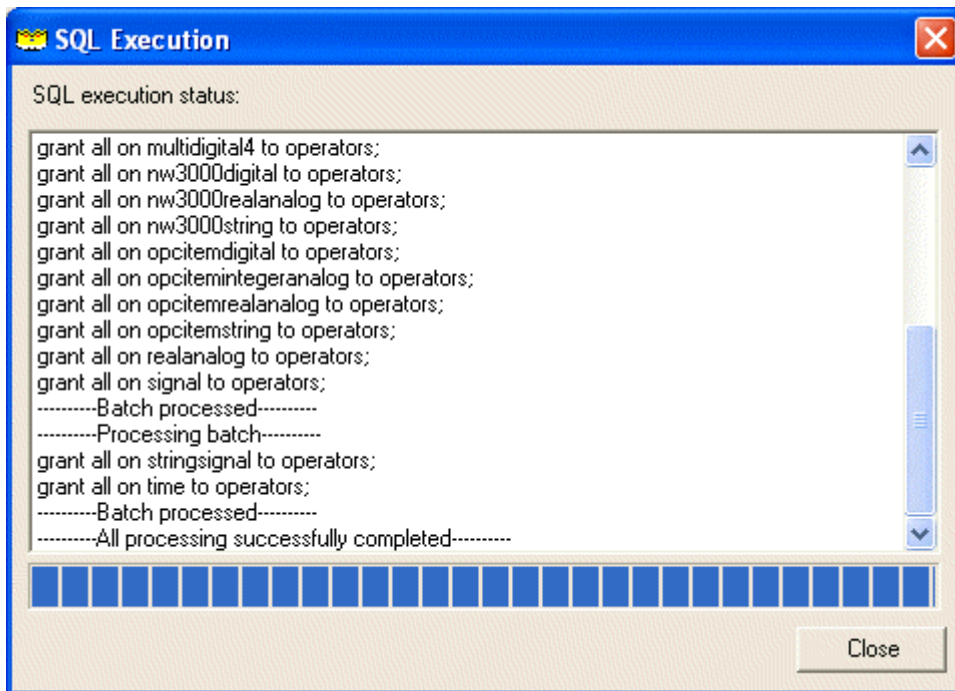 SQL Execution
SQL execution status:
grant all on multidigital4 to operators;
grant all on nw3000digital to operators;
grant all on nw3000realanalog to operators;
grant all on nw3000string to operators;
grant all on opcitemdigital to operators;
grant all on opcitemintegeranalog to operators;
grant all on opcitemrealanalog to operators;
grant all on opcitemstring to operators;
grant all on realanalog to operators;
grant all on signal to operators;
----------Batch processed----------
----------Processing batch----------
grant all on stringsignal to operators;
grant all on time to operators;
----------Batch processed----------
----------All processing successfully completed----------
Close